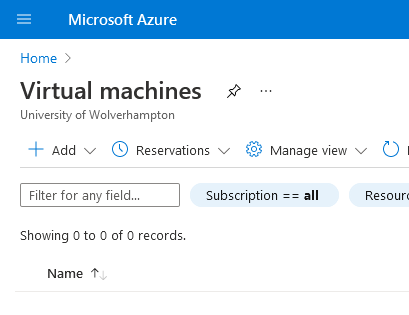 Microsoft Azure
Home
Virtual machines
University of Wolverhampton
Add Reservations Manage view
Filter for any field... Subscription == all Resour
Showing 0 to 0 of 0 records.
Name